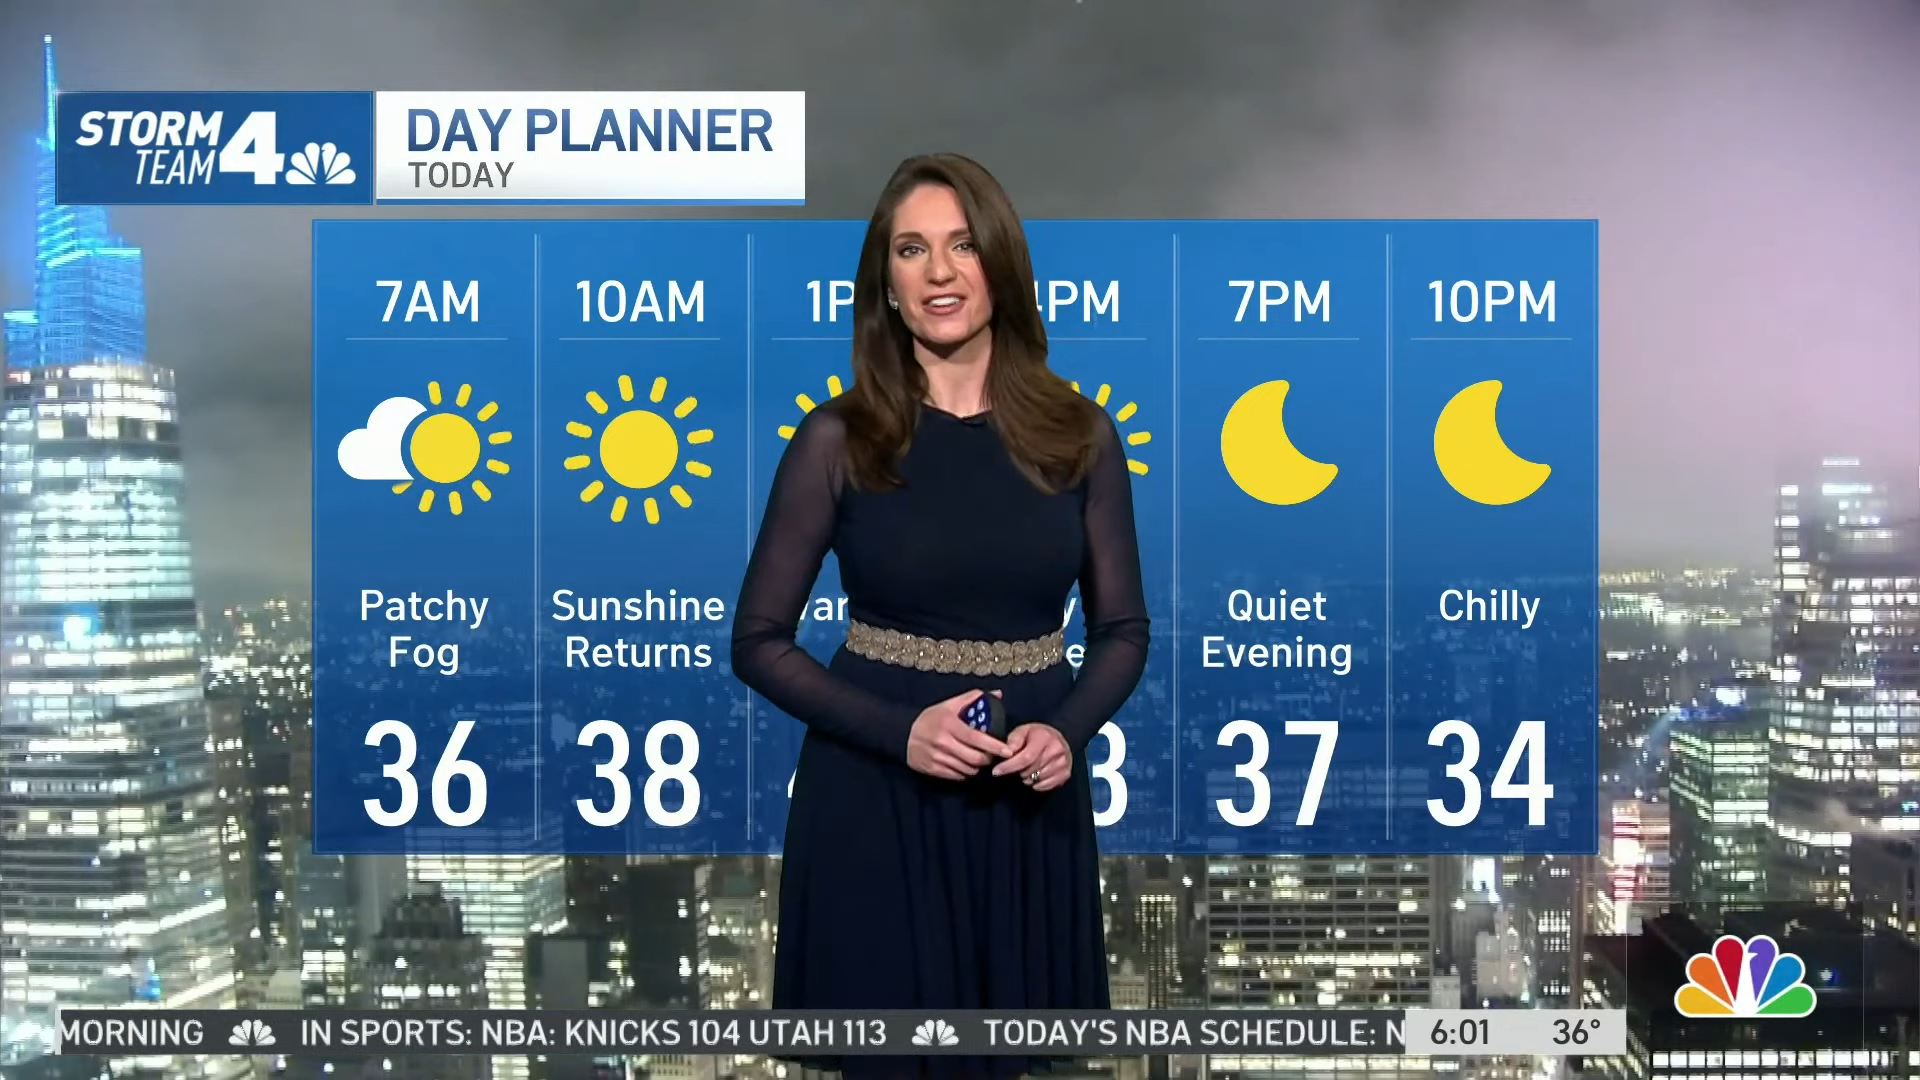 STORM
TEAM 4
DAY PLANNER
TODAY
7AM
10AM
7PM
10PM
Patchy
Fog
Sunshine
Returns
Quiet
Evening
Chilly
36
38
37
34
MORNING IN SPORTS: NBA: KNICKS 104 UTAH 113 TODAY'S NBA SCHEDULE: N
6:01 36°